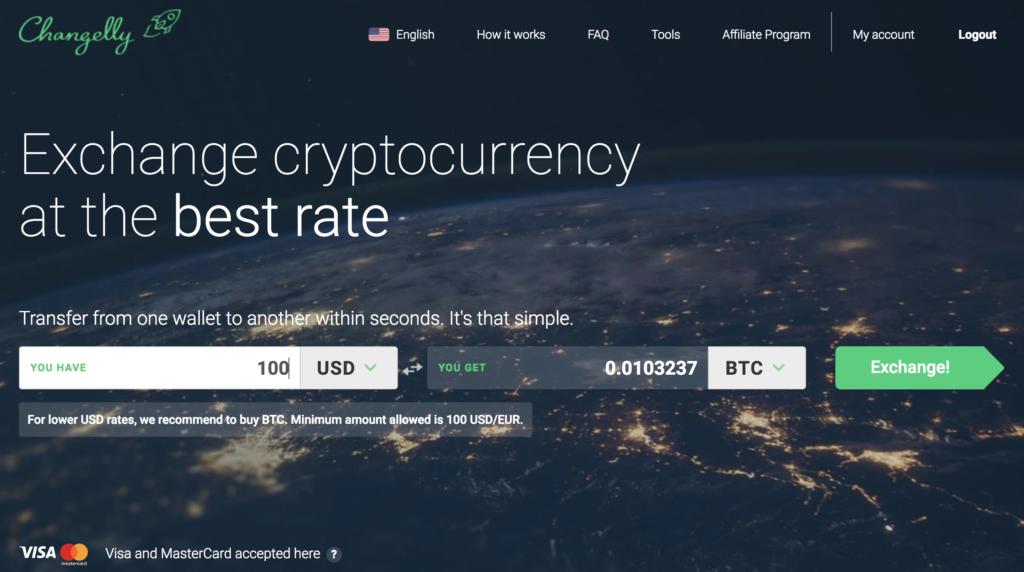 Changelly
English
How it works
FAQ
Tools
Affiliate Program
My account
Logout
Exchange cryptocurrency
at the best rate
Transfer from one wallet to another within seconds. It's that simple.
YOU HAVE
100
USD
YOU GET
0.0103237
BTC
Exchange!
For lower USD rates, we recommend to buy BTC. Minimum amount allowed is 100 USD/EUR.
VISA
mastercard
Visa and MasterCard accepted here
?